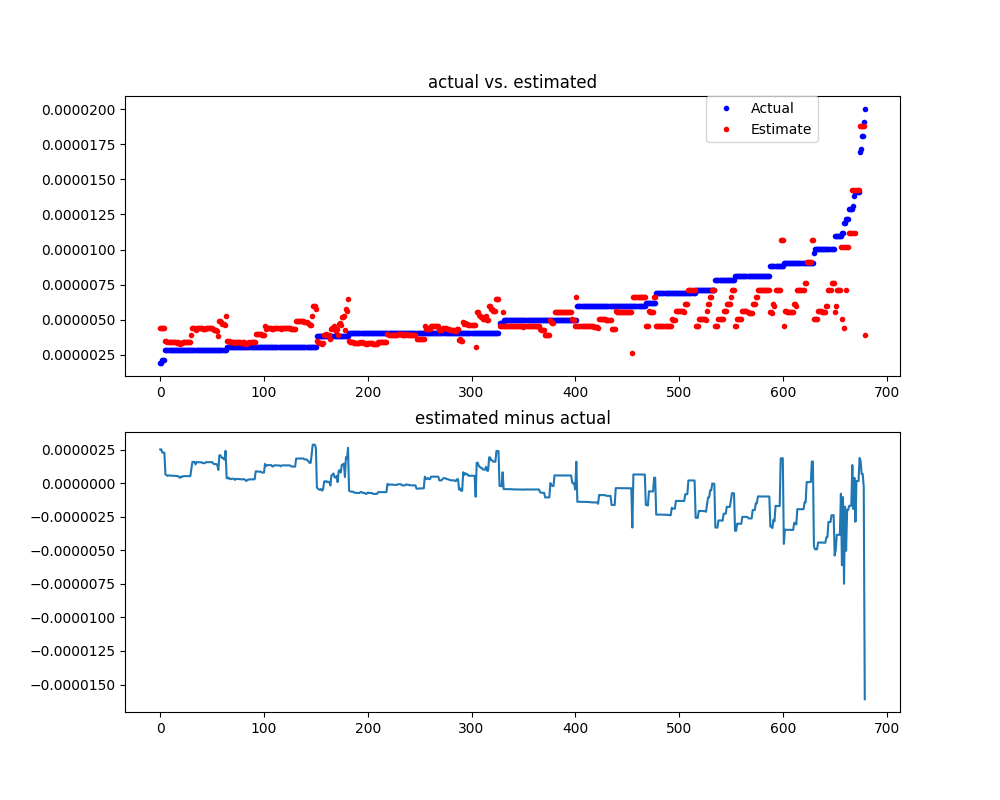 actual vs. estimated
0.0000200
0.0000175
0.0000150
0.0000125
0.0000100
0.0000075
0.0000050
0.0000025
Actual
Estimate
0 100 200 300 400 500 600 700
estimated minus actual
0.0000025
0.0000000
−0.0000025
−0.0000050
−0.0000075
−0.0000100
−0.0000125
−0.0000150
0 100 200 300 400 500 600 700